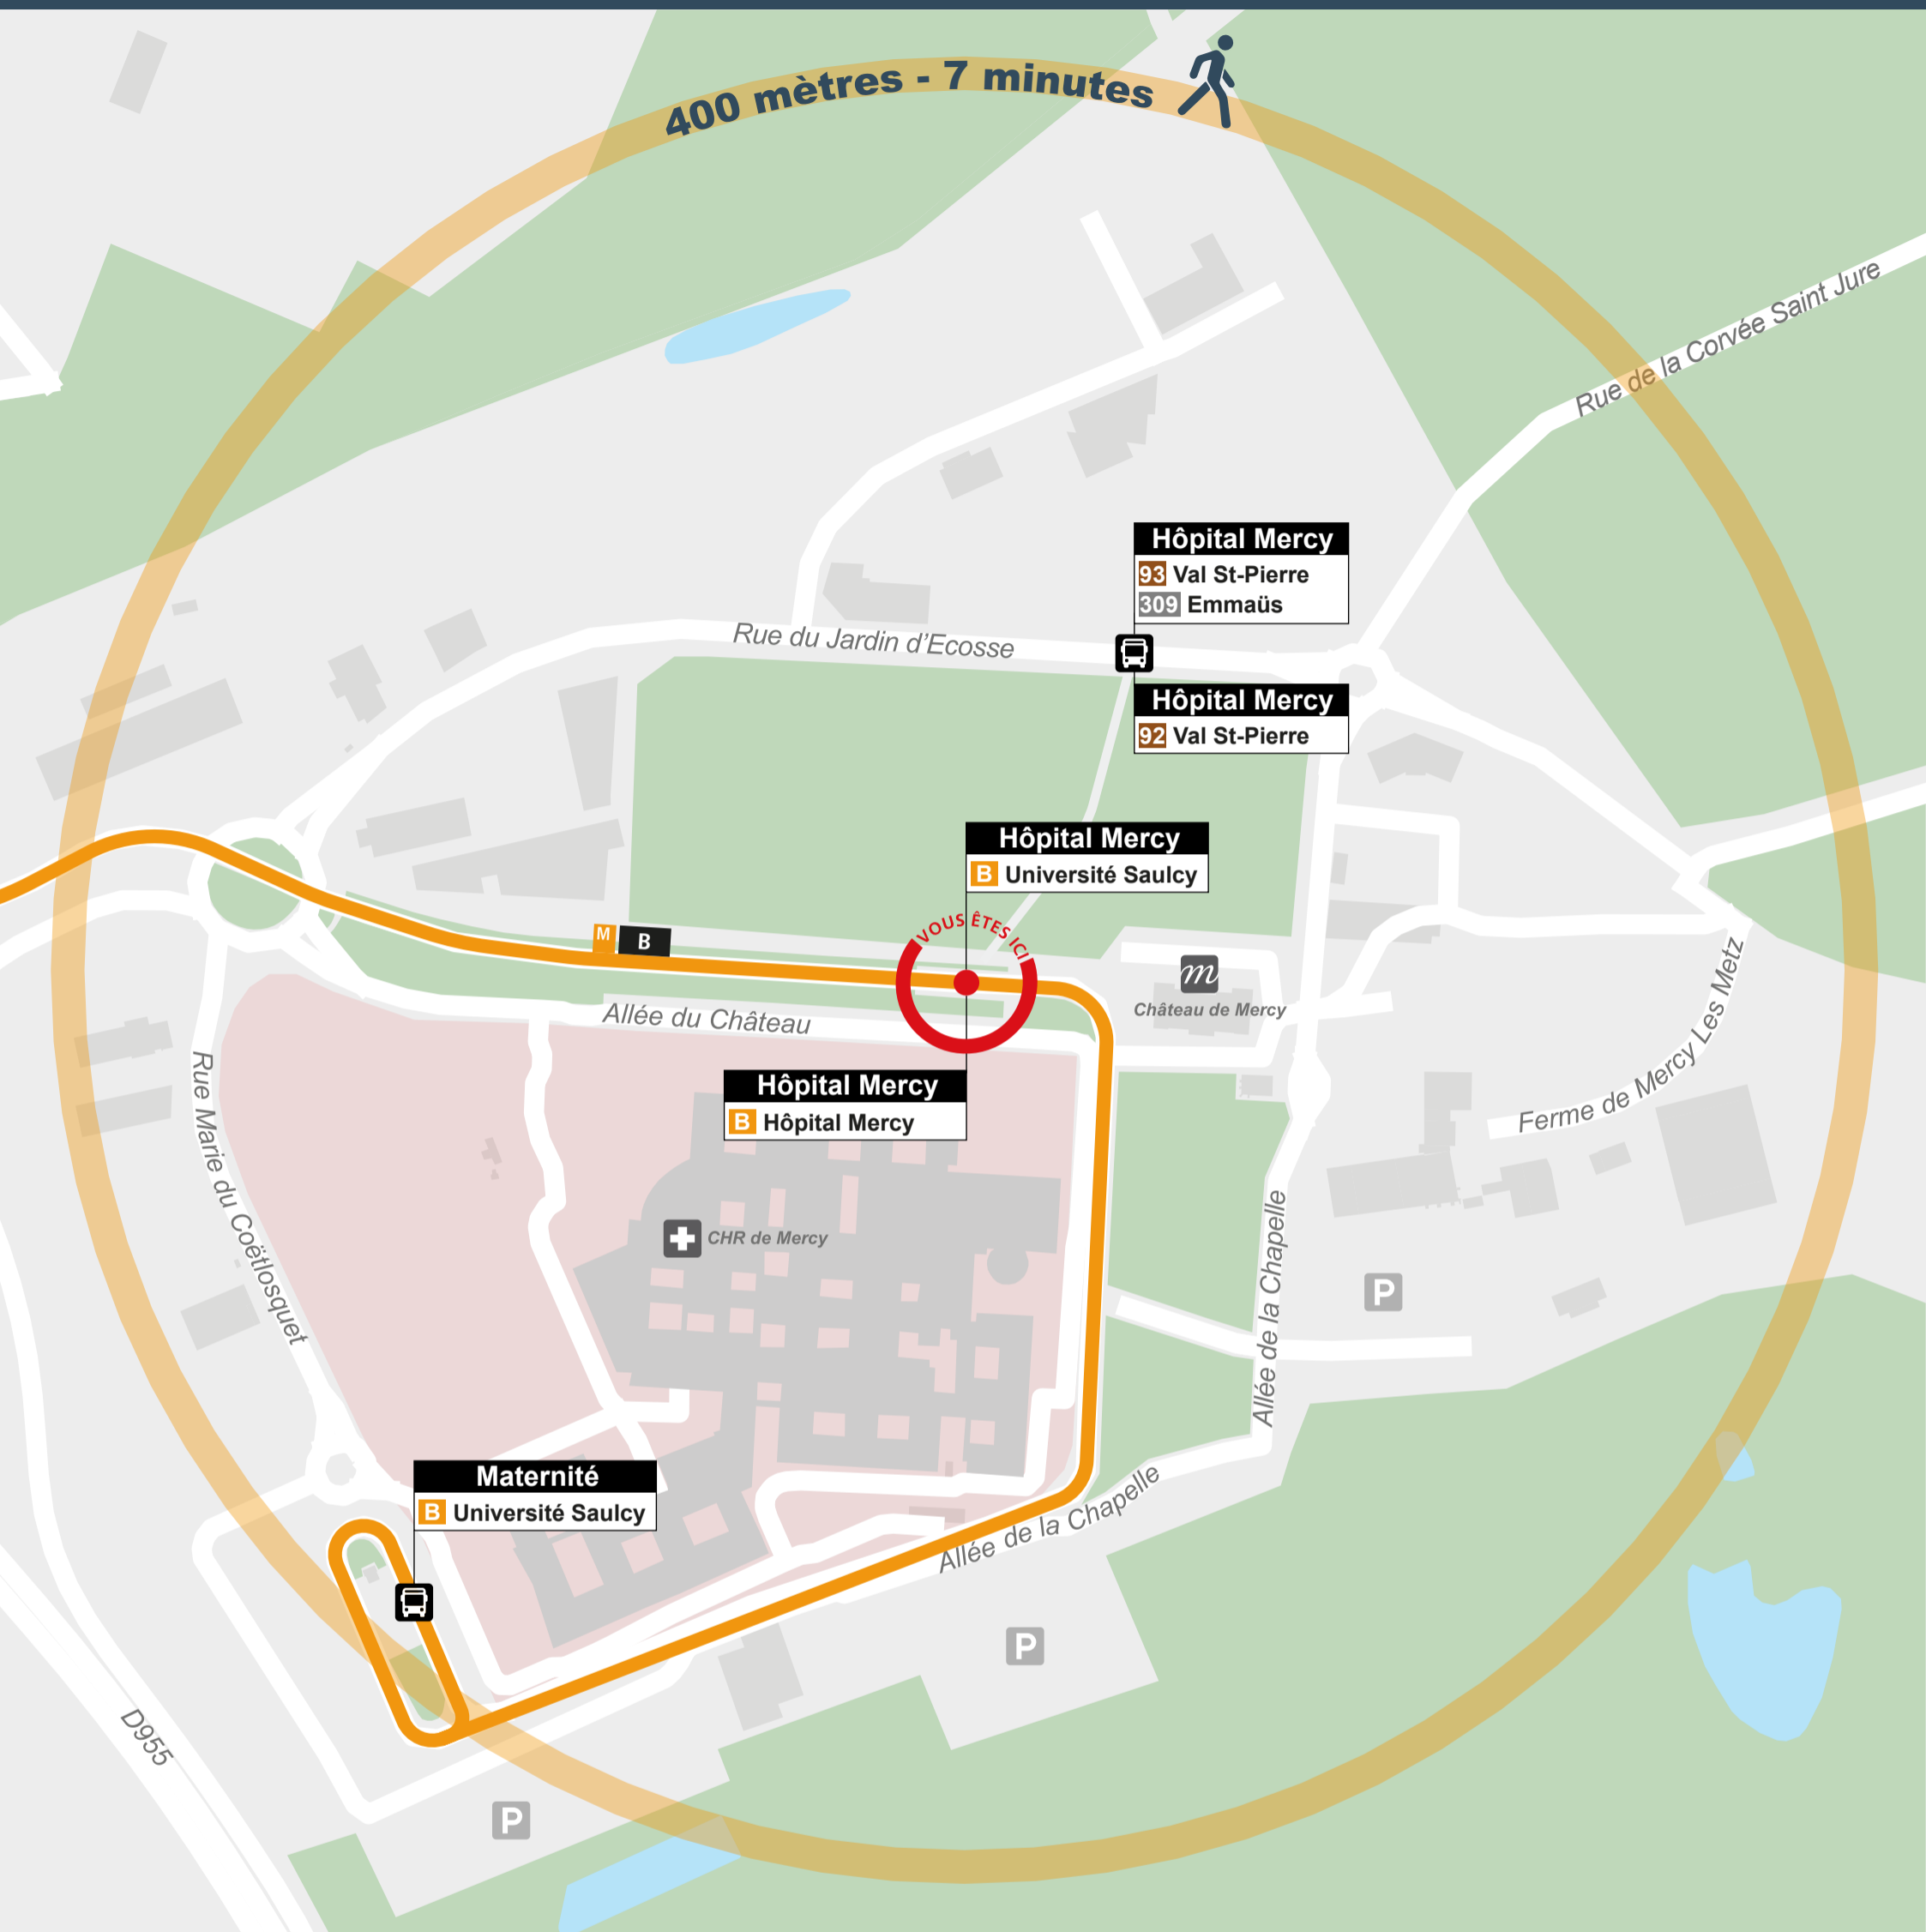 400 mètres - 7 minutes
Rue de la Corvée Saint Jure
Hôpital Mercy
93 Val St-Pierre
309 Emmaüs
Rue du Jardin d’Ecosse
Hôpital Mercy
92 Val St-Pierre
Hôpital Mercy
B Université Saulcy
VOUS ÊTES ICI
M B
Château de Mercy
Allée du Château
Ferme de Mercy Les Metz
Rue Marie du Coëtlosquet
Hôpital Mercy
B Hôpital Mercy
CHR de Mercy
Allée de la Chapelle
P
Maternité
B Université Saulcy
Allée de la Chapelle
P
D955
P